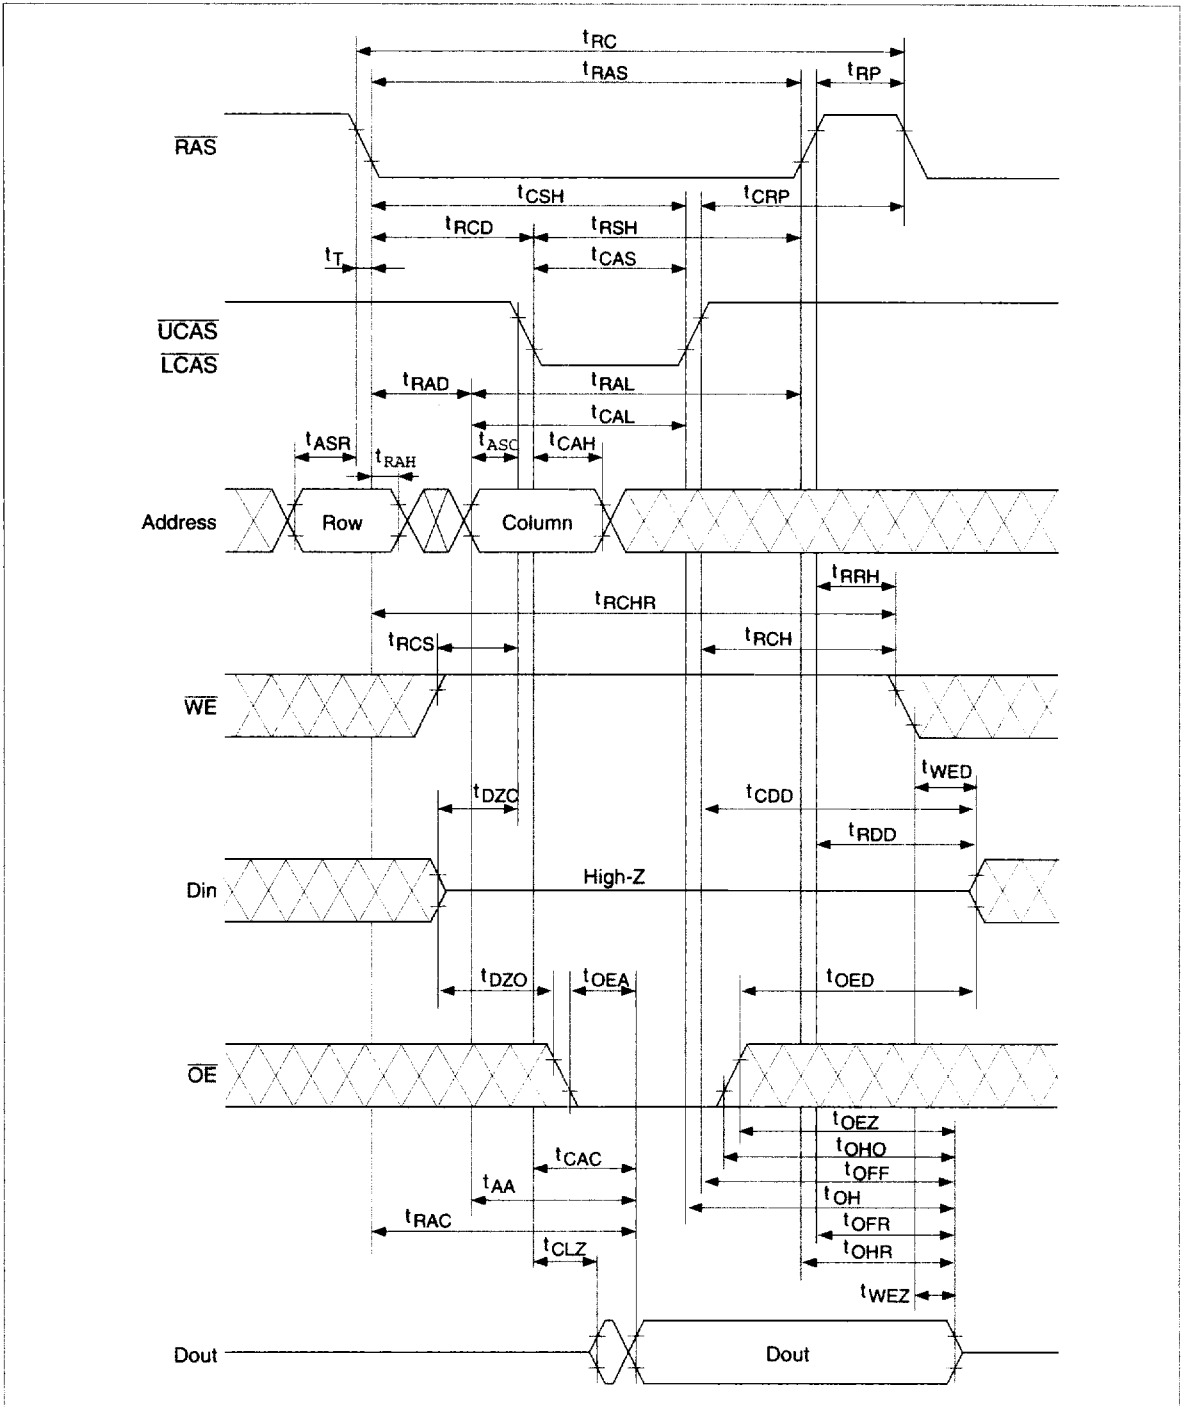 tRC
tRAS
tRP
RAS
tCSH
tCRP
tRCD
tRSH
tT
tCAS
UCAS
LCAS
tRAD
tRAL
tCAL
tASR
tASC
tCAH
tRAH
Address
Row
Column
tRRH
tRCHR
tRCS
tRCH
WE
tWED
tDZC
tCDD
tRDD
Din
High-Z
tDZO
tOEA
tOED
OE
tOEZ
tOHO
tCAC
tOFF
tAA
tOH
tRAC
tOFR
tCLZ
tOHR
tWEZ
Dout
Dout